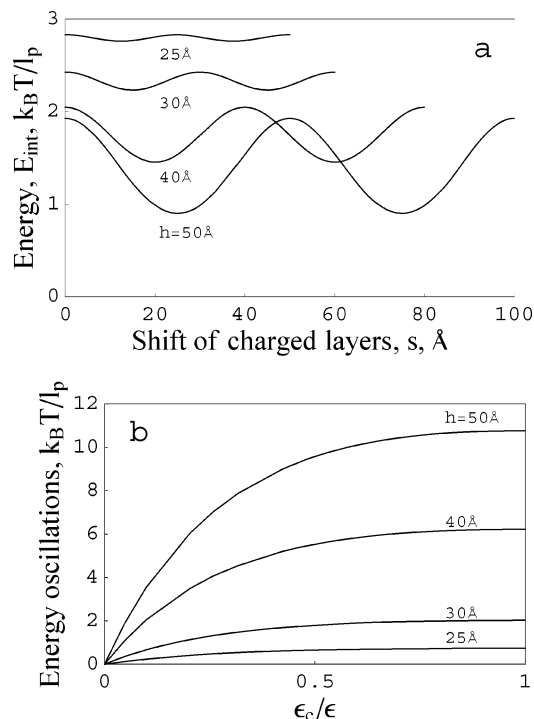 3
a
25Å
30Å
2
40Å
1
h=50Å
0
0 20 40 60 80 100
Energy, E_int, k_BT/l_p
Shift of charged layers, s, Å
12
b
h=50Å
10
8
40Å
6
4
30Å
2
25Å
0
0 0.5 1
Energy oscillations, k_BT/l_p
ϵ_c/ϵ